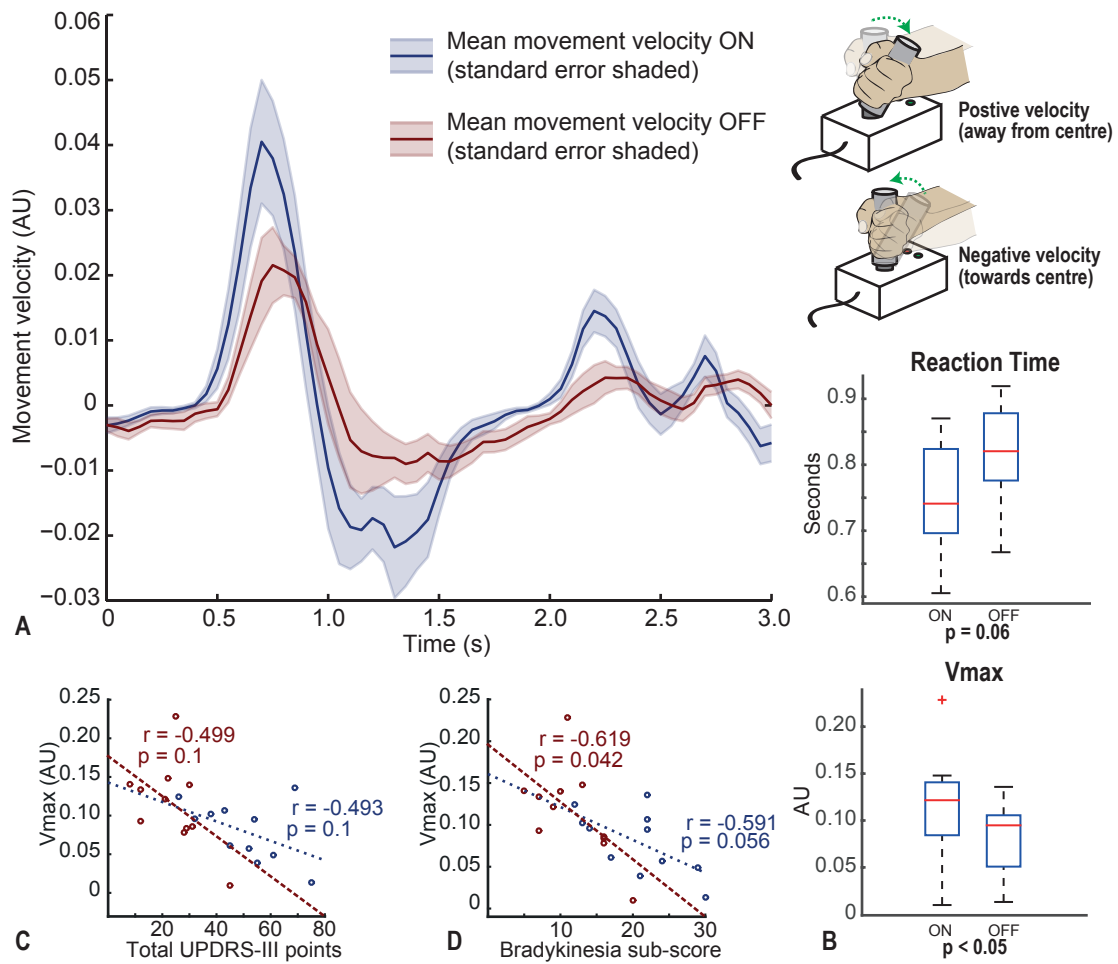 0.06
0.05
0.04
0.03
0.02
0.01
0
−0.01
−0.02
−0.03
Movement velocity (AU)
0
0.5
1.0
1.5
2.0
2.5
3.0
Time (s)
A
Mean movement velocity ON
(standard error shaded)
Mean movement velocity OFF
(standard error shaded)
Postive velocity
(away from centre)
Negative velocity
(towards centre)
Reaction Time
0.9
0.8
0.7
0.6
Seconds
ON OFF
p = 0.06
0.25
0.20
0.15
0.10
0.05
0
Vmax (AU)
r = -0.499
p = 0.1
r = -0.493
p = 0.1
0 20 40 60 80
Total UPDRS-III points
C
0.25
0.20
0.15
0.10
0.05
0
Vmax (AU)
r = -0.619
p = 0.042
r = -0.591
p = 0.056
0 10 20 30
Bradykinesia sub-score
D
Vmax
0.20
0.15
0.10
0.05
0
AU
ON OFF
p < 0.05
B